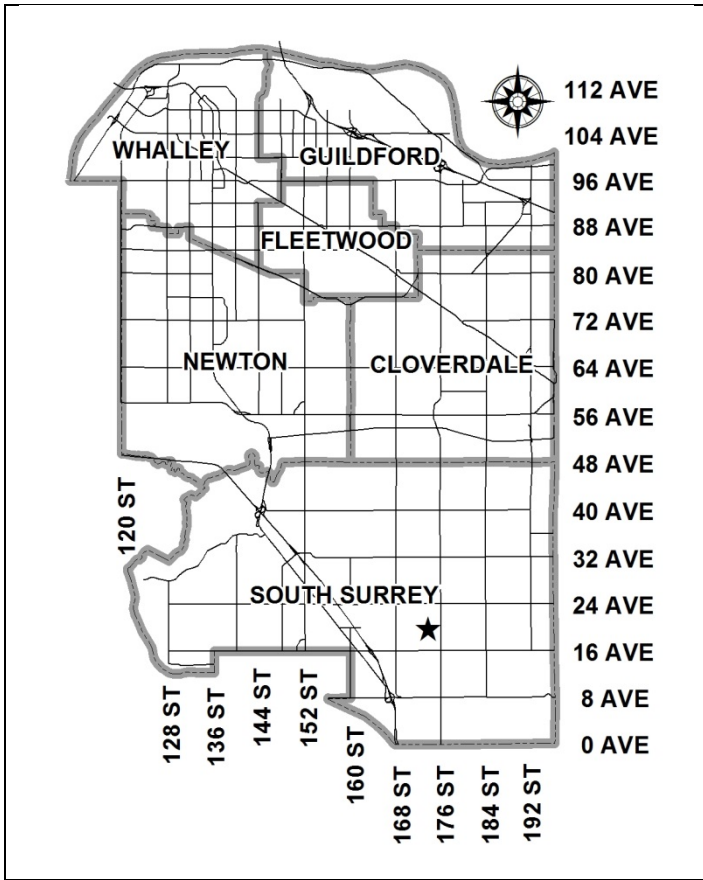 112 AVE
104 AVE
WHALLEY
GUILDFORD
96 AVE
88 AVE
FLEETWOOD
80 AVE
72 AVE
NEWTON
CLOVERDALE
64 AVE
56 AVE
48 AVE
120 ST
40 AVE
32 AVE
SOUTH SURREY
24 AVE
16 AVE
128 ST
136 ST
144 ST
152 ST
8 AVE
160 ST
0 AVE
168 ST
176 ST
184 ST
192 ST